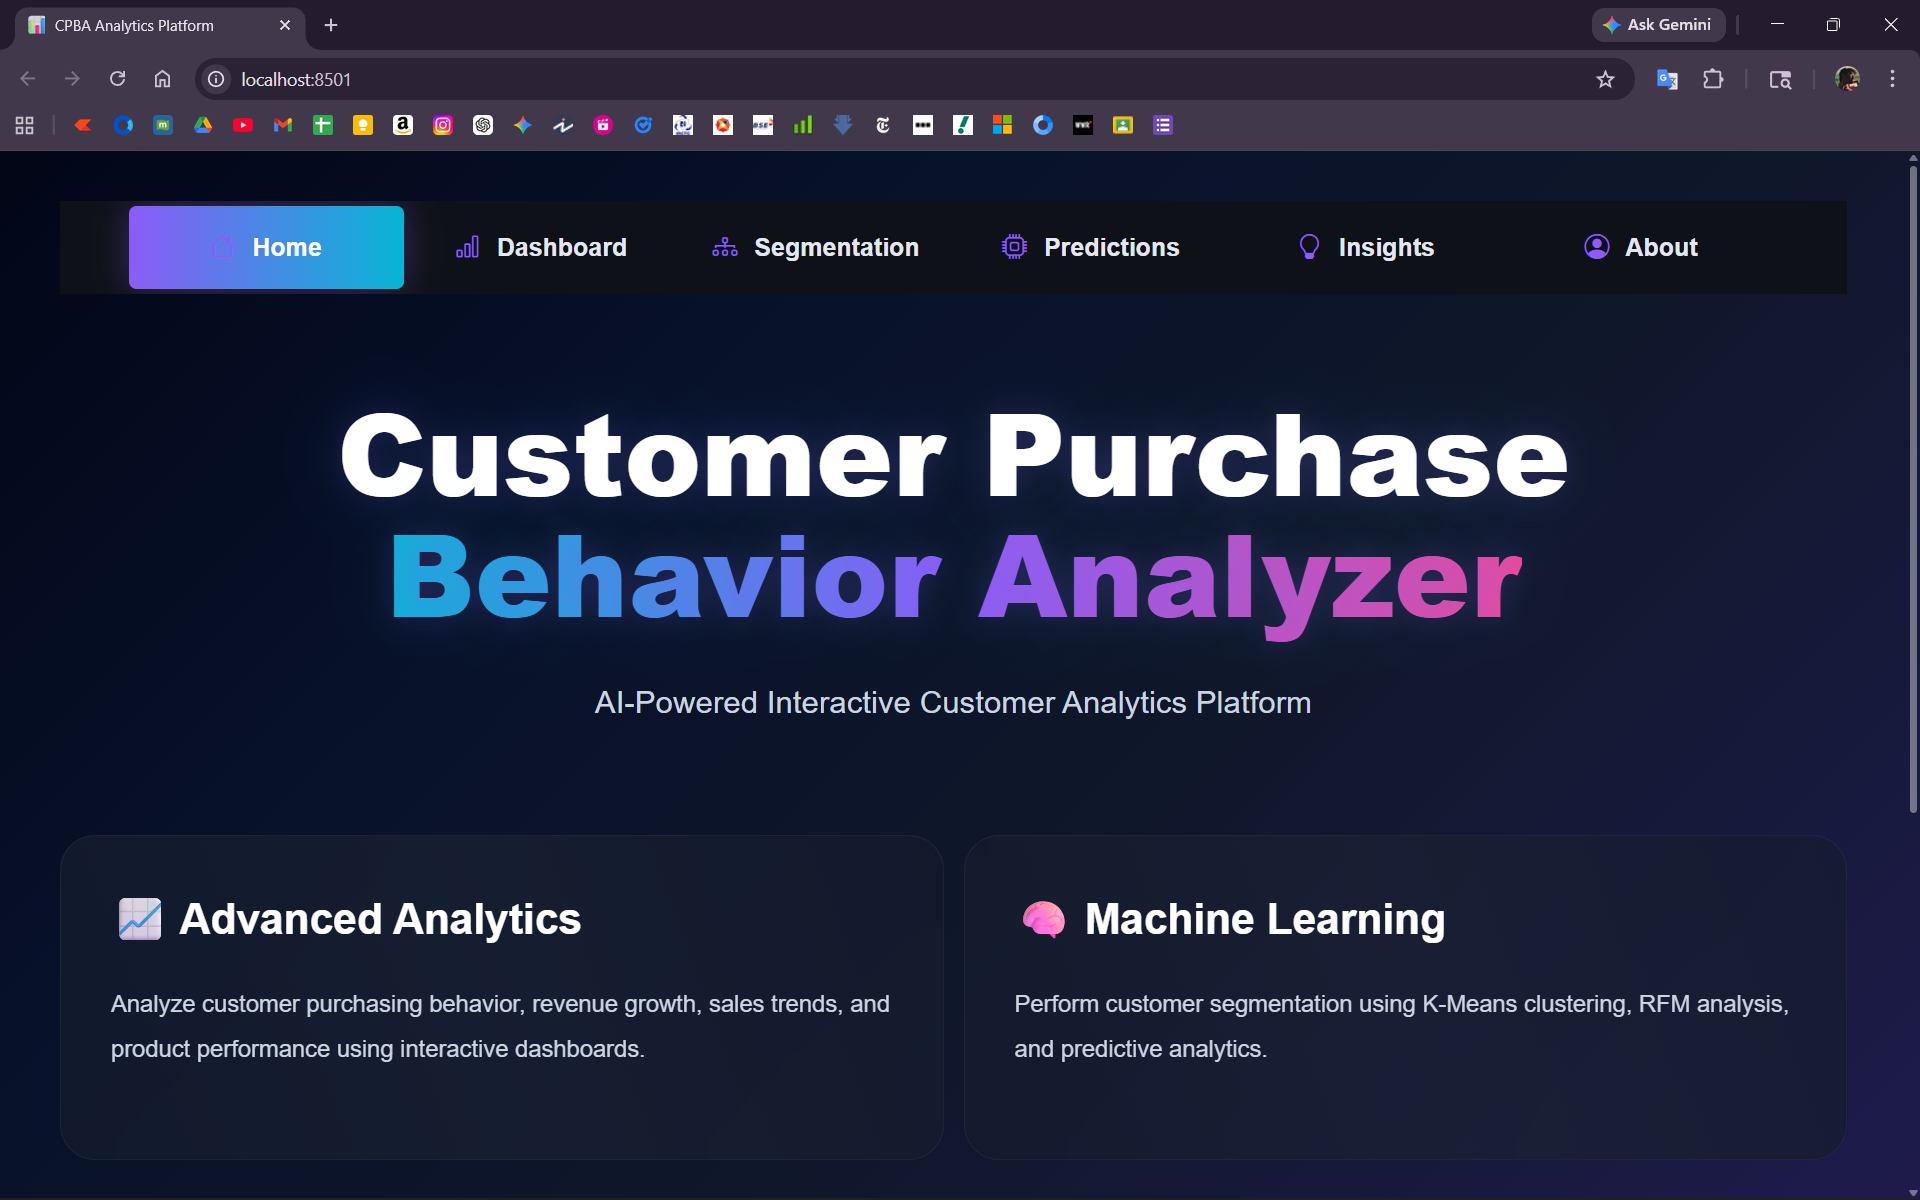 CPBA Analytics Platform
Ask Gemini
localhost:8501
Home Dashboard Segmentation Predictions Insights About
Customer Purchase
Behavior Analyzer
AI-Powered Interactive Customer Analytics Platform
Advanced Analytics
Analyze customer purchasing behavior, revenue growth, sales trends, and
product performance using interactive dashboards.
Machine Learning
Perform customer segmentation using K-Means clustering, RFM analysis,
and predictive analytics.